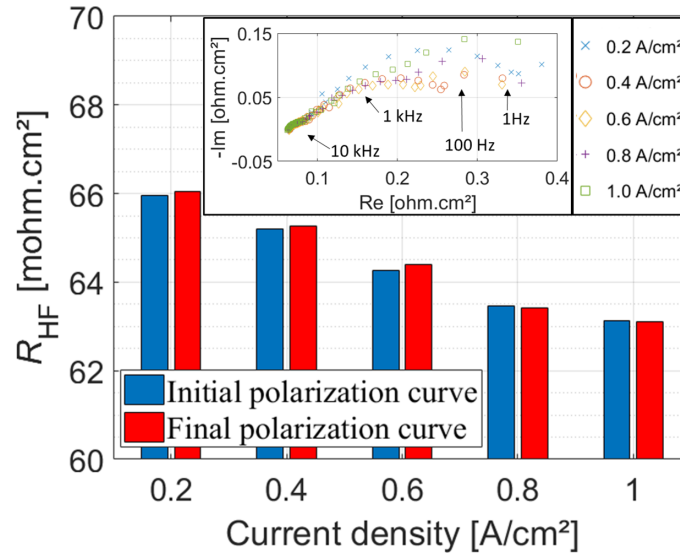 70
68
66
64
62
60
R_HF [mohm.cm²]
0.15
0.05
-0.05
-Im [ohm.cm²]
1 kHz
10 kHz
100 Hz
1Hz
0.1 0.2 0.3 0.4
Re [ohm.cm²]
0.2 A/cm²
0.4 A/cm²
0.6 A/cm²
0.8 A/cm²
1.0 A/cm²
Initial polarization curve
Final polarization curve
0.2 0.4 0.6 0.8 1
Current density [A/cm²]